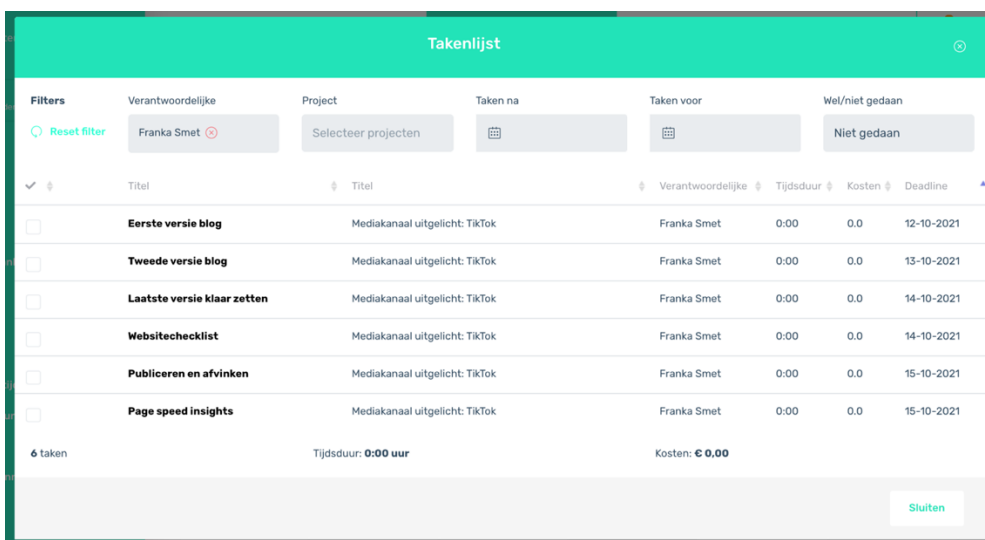 Takenlijst
Filters Verantwoordelijke Project Taken na Taken voor Wel/niet gedaan
Reset filter Franka Smet Selecteer projecten Niet gedaan
Titel Titel Verantwoordelijke Tijdsduur Kosten Deadline
Eerste versie blog Mediakanaal uitgelicht: TikTok Franka Smet 0:00 0.0 12-10-2021
Tweede versie blog Mediakanaal uitgelicht: TikTok Franka Smet 0:00 0.0 13-10-2021
Laatste versie klaar zetten Mediakanaal uitgelicht: TikTok Franka Smet 0:00 0.0 14-10-2021
Websitechecklist Mediakanaal uitgelicht: TikTok Franka Smet 0:00 0.0 14-10-2021
Publiceren en afvinken Mediakanaal uitgelicht: TikTok Franka Smet 0:00 0.0 15-10-2021
Page speed insights Mediakanaal uitgelicht: TikTok Franka Smet 0:00 0.0 15-10-2021
6 taken Tijdsduur: 0:00 uur Kosten: € 0,00
Sluiten